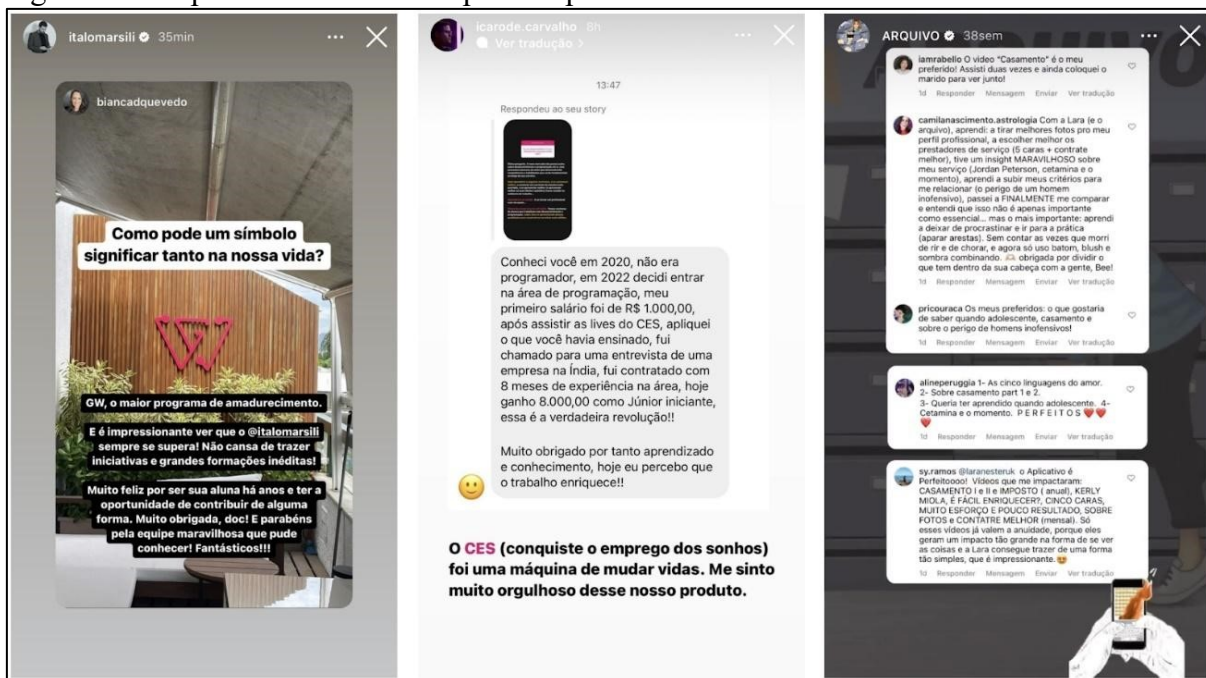 italomarsili 35min
biancadquevedo
Como pode um símbolo
significar tanto na nossa vida?
GW, o maior programa de amadurecimento.
E é impressionante ver que o @italomarsili
sempre se supera! Não cansa de trazer
iniciativas e grandes formações inéditas!
Muito feliz por ser sua aluna há anos e ter a
oportunidade de contribuir de alguma
forma. Muito obrigada, doc! E parabéns
pela equipe maravilhosa que pude
conhecer! Fantásticos!!!
icarode.carvalho 8h
Ver tradução >
13:47
Respondeu ao seu story
Conheci você em 2020, não era
programador, em 2022 decidi entrar
na área de programação, meu
primeiro salário foi de R$ 1.000,00,
após assistir as lives do CES, apliquei
o que você havia ensinado, fui
chamado para uma entrevista de uma
empresa na Índia, fui contratado com
8 meses de experiência na área, hoje
ganho 8.000,00 como Júnior iniciante,
essa é a verdadeira revolução!!
Muito obrigado por tanto aprendizado
e conhecimento, hoje eu percebo que
o trabalho enriquece!!
O CES (conquiste o emprego dos sonhos)
foi uma máquina de mudar vidas. Me sinto
muito orgulhoso desse nosso produto.
ARQUIVO 38sem
iamrabello O video "Casamento" é o meu
preferido! Assisti duas vezes e ainda coloquei o
marido para ver junto!
1d Responder Mensagem Enviar Ver tradução
camilanascimento.astrologia Com a Lara (e o
arquivo), aprendi: a tirar melhores fotos pro meu
perfil profissional, a escolher melhor os
prestadores de serviço (5 caras + contrate
melhor), tive um insight MARAVILHOSO sobre
meu serviço (Jordan Peterson, cetamina e o
momento), aprendi a subir meus critérios para
me relacionar (o perigo de um homem
inofensivo), passei a FINALMENTE me comparar
e entendi que isso não é apenas importante
como essencial... mas o mais importante: aprendi
a deixar de procrastinar e ir para a prática
(aparar arestas). Sem contar as vezes que morri
de rir e de chorar, e agora só uso batom, blush e
sombra combinando. 🫶 obrigada por dividir o
que tem dentro da sua cabeça com a gente, Bee!
1d Responder Mensagem Enviar Ver tradução
pricouraca Os meus preferidos: o que gostaria
de saber quando adolescente, casamento e
sobre o perigo de homens inofensivos!
1d Responder Mensagem Enviar Ver tradução
alineperuggia 1- As cinco linguagens do amor.
2- Sobre casamento part 1 e 2.
3- Queria ter aprendido quando adolescente. 4-
Cetamina e o momento. P E R F E I T O S ❤️❤️
❤️
1d Responder Mensagem Enviar Ver tradução
sy.ramos @laranesteruk o Aplicativo é
Perfeitoooo! Vídeos que me impactaram:
CASAMENTO I e II e IMPOSTO ( anual), KERLY
MIOLA, É FÁCIL ENRIQUECER?, CINCO CARAS,
MUITO ESFORÇO E POUCO RESULTADO, SOBRE
FOTOS e CONTATRE MELHOR (mensal). Só
esses vídeos já valem a anuidade, porque eles
geram um impacto tão grande na forma de se ver
as coisas e a Lara consegue trazer de uma forma
tão simples, que é impressionante. 😍
1d Responder Mensagem Enviar Ver tradução